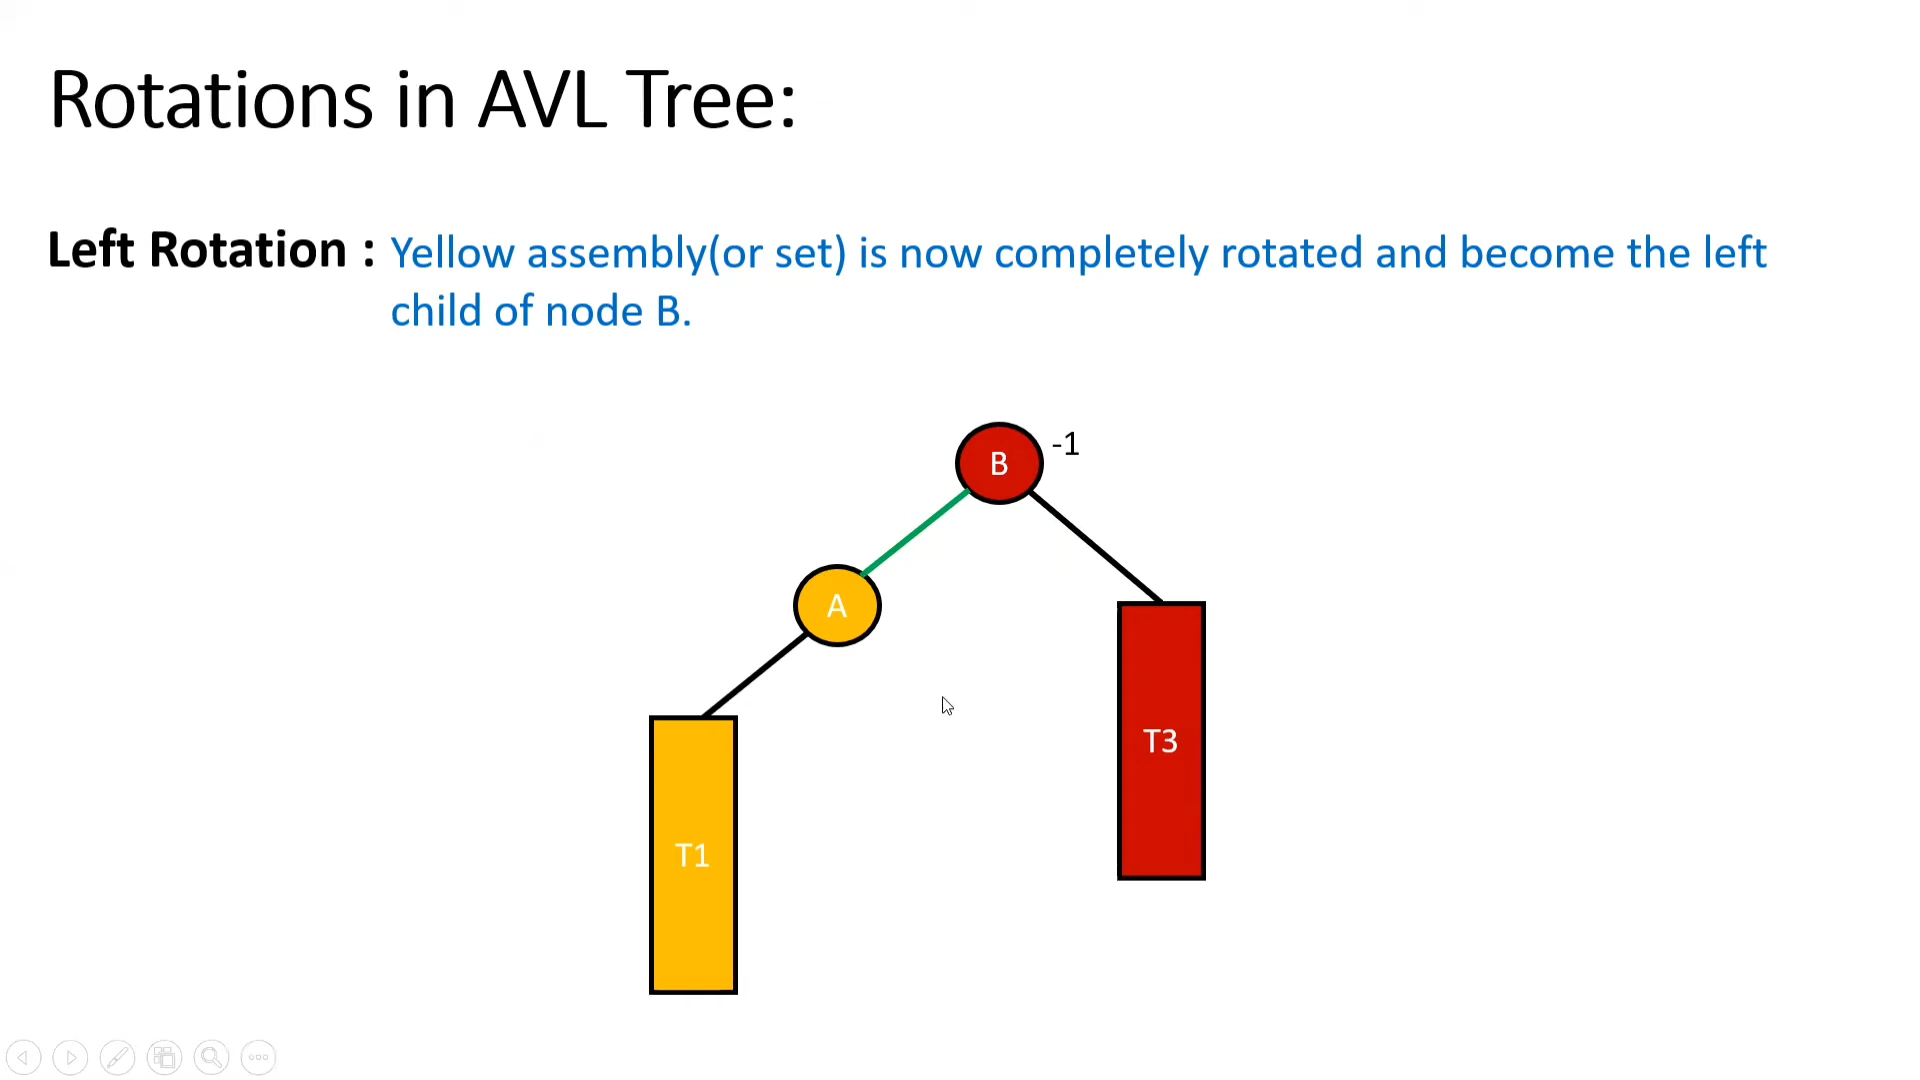 Rotations in AVL Tree:
Left Rotation : Yellow assembly(or set) is now completely rotated and become the left
child of node B.
B -1
A
T3
T1